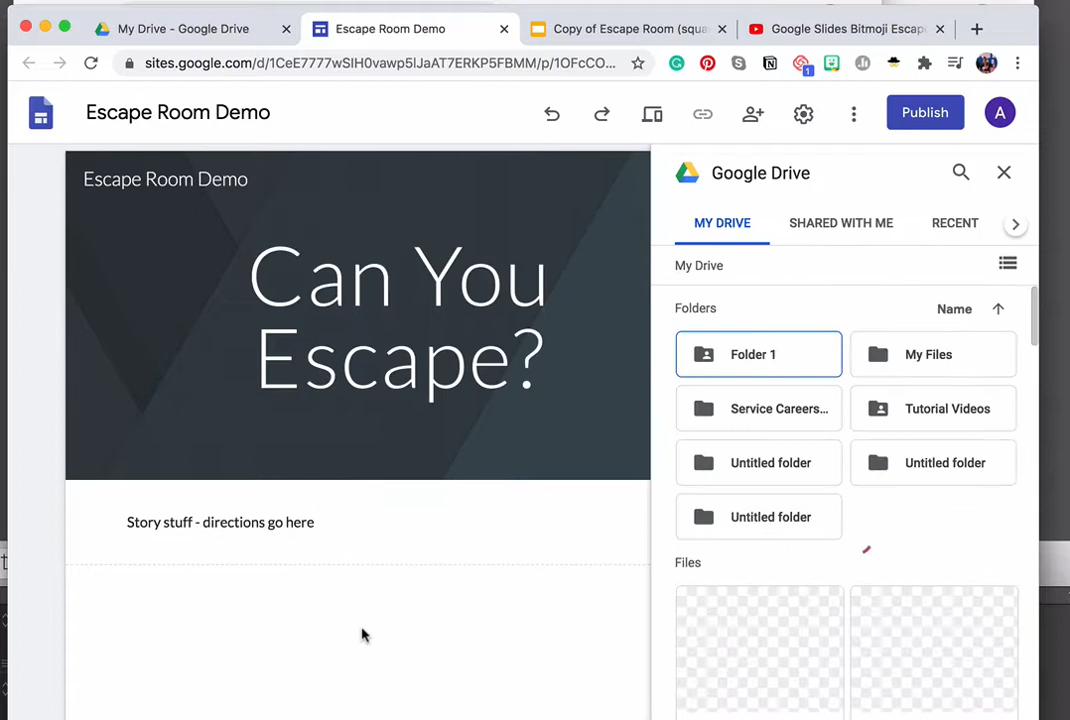 My Drive - Google Drive
Escape Room Demo
Copy of Escape Room (squa
Google Slides Bitmoji Escap
sites.google.com/d/1CeE7777wSIH0vawp5lJaAT7ERKP5FBMM/p/1OFcCO...
1
Escape Room Demo
Publish
A
Escape Room Demo
Can You
Escape?
Story stuff - directions go here
Google Drive
MY DRIVE
SHARED WITH ME
RECENT
My Drive
Folders
Name
Folder 1
My Files
Service Careers...
Tutorial Videos
Untitled folder
Untitled folder
Untitled folder
Files